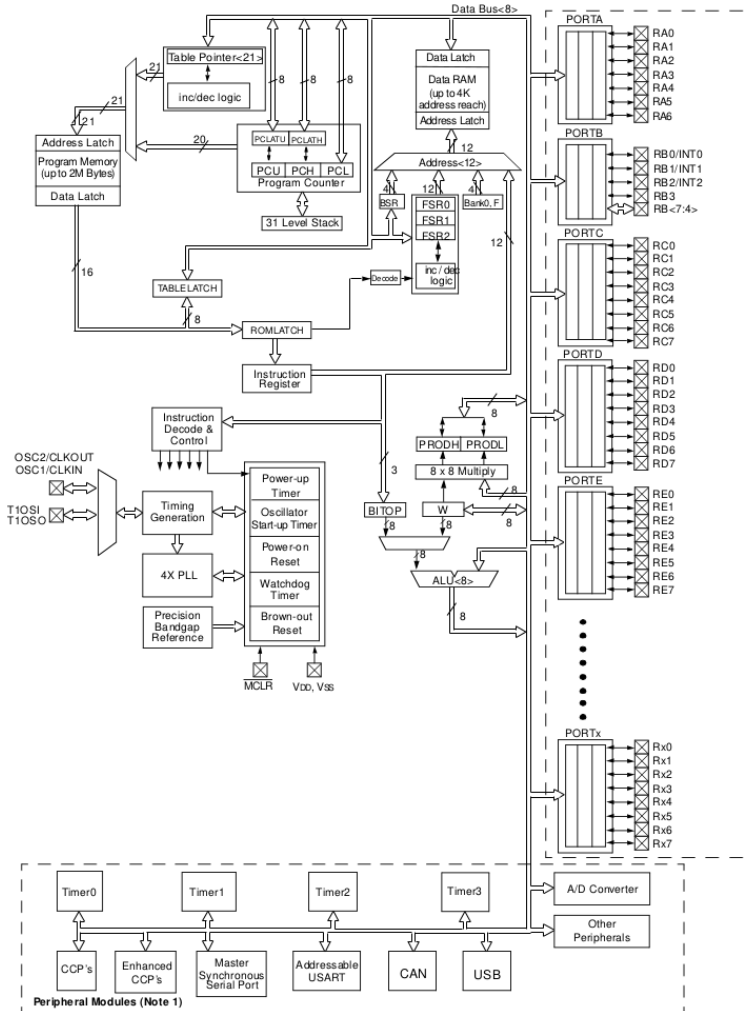 Data Bus<8>
PORTA
RA0
RA1
RA2
RA3
RA4
RA5
RA6
Table Pointer<21>
inc/dec logic
21
21
21
20
8
8
8
Data Latch
Data RAM
(up to 4K
address reach)
Address Latch
12
Address<12>
4
12
4
BSR
FSR0
FSR1
FSR2
inc / dec
logic
Bank0, F
12
Address Latch
Program Memory
(up to 2M Bytes)
Data Latch
PCLATU
PCLATH
PCU
PCH
PCL
Program Counter
31 Level Stack
16
TABLELATCH
8
Decode
ROMLATCH
Instruction
Register
PORTB
RB0/INT0
RB1/INT1
RB2/INT2
RB3
RB<7:4>
PORTC
RC0
RC1
RC2
RC3
RC4
RC5
RC6
RC7
PORTD
RD0
RD1
RD2
RD3
RD4
RD5
RD6
RD7
Instruction
Decode &
Control
OSC2/CLKOUT
OSC1/CLKIN
T1OSI
T1OSO
Timing
Generation
4X PLL
Precision
Bandgap
Reference
Power-up
Timer
Oscillator
Start-up Timer
Power-on
Reset
Watchdog
Timer
Brown-out
Reset
MCLR
VDD, VSS
8
PRODH
PRODL
8 x 8 Multiply
3
8
BITOP
W
8
8
8
8
ALU<8>
8
PORTE
RE0
RE1
RE2
RE3
RE4
RE5
RE6
RE7
PORTx
Rx0
Rx1
Rx2
Rx3
Rx4
Rx5
Rx6
Rx7
Timer0
Timer1
Timer2
Timer3
A/D Converter
Other
Peripherals
CCP's
Enhanced
CCP's
Master
Synchronous
Serial Port
Addressable
USART
CAN
USB
Peripheral Modules (Note 1)